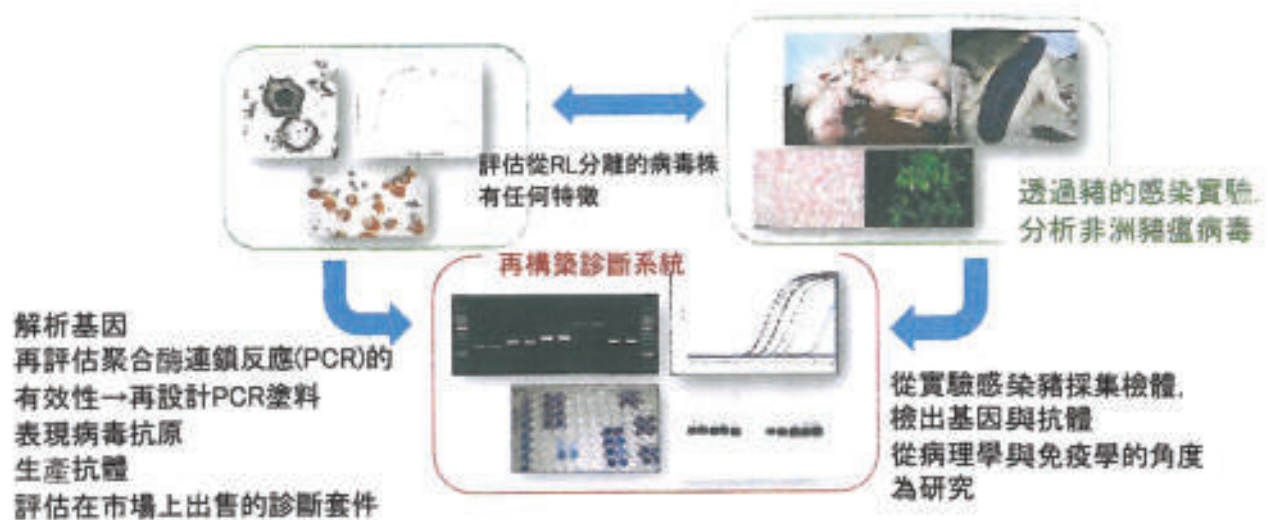 評估從RL分離的病毒株
有任何特徵
透過豬的感染實驗,
分析非洲豬瘟病毒
再構築診斷系統
解析基因
再評估聚合酶連鎖反應(PCR)的
有效性→再設計PCR塗料
表現病毒抗原
生產抗體
評估在市場上出售的診斷套件
從實驗感染豬採集檢體,
檢出基因與抗體
從病理學與免疫學的角度
為研究